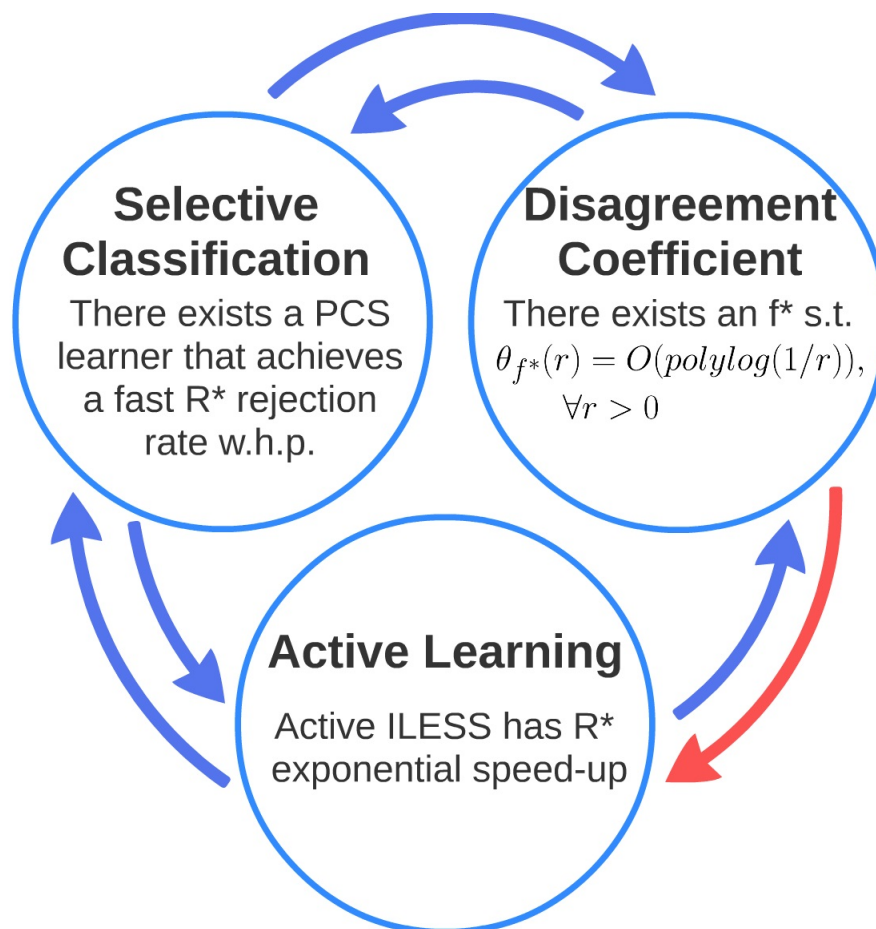 Selective
Classification
There exists a PCS
learner that achieves
a fast R* rejection
rate w.h.p.
Disagreement
Coefficient
There exists an f* s.t.
θ_{f*}(r) = O(polylog(1/r)),
∀r > 0
Active Learning
Active ILESS has R*
exponential speed-up